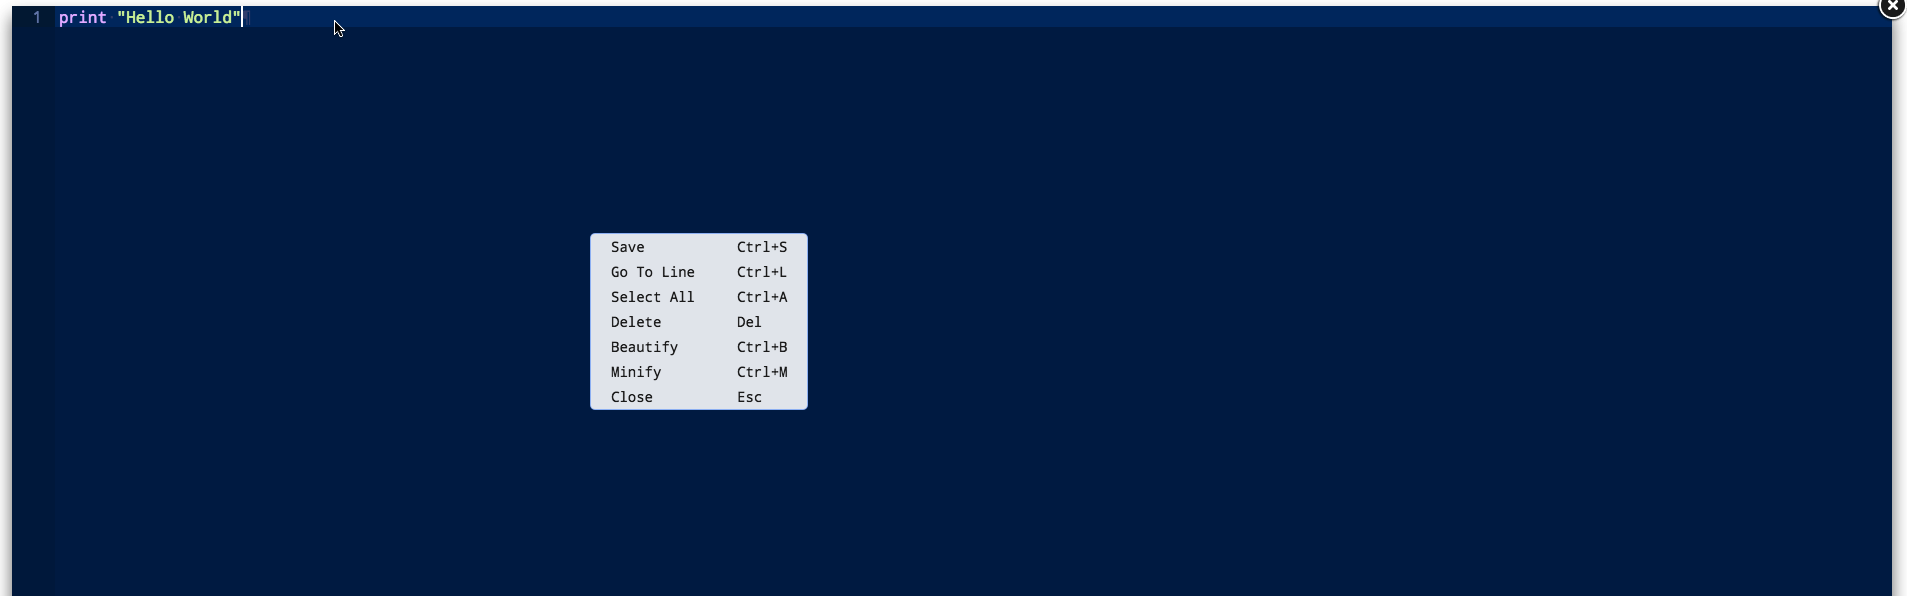 1 print "Hello World"
Save Ctrl+S
Go To Line Ctrl+L
Select All Ctrl+A
Delete Del
Beautify Ctrl+B
Minify Ctrl+M
Close Esc